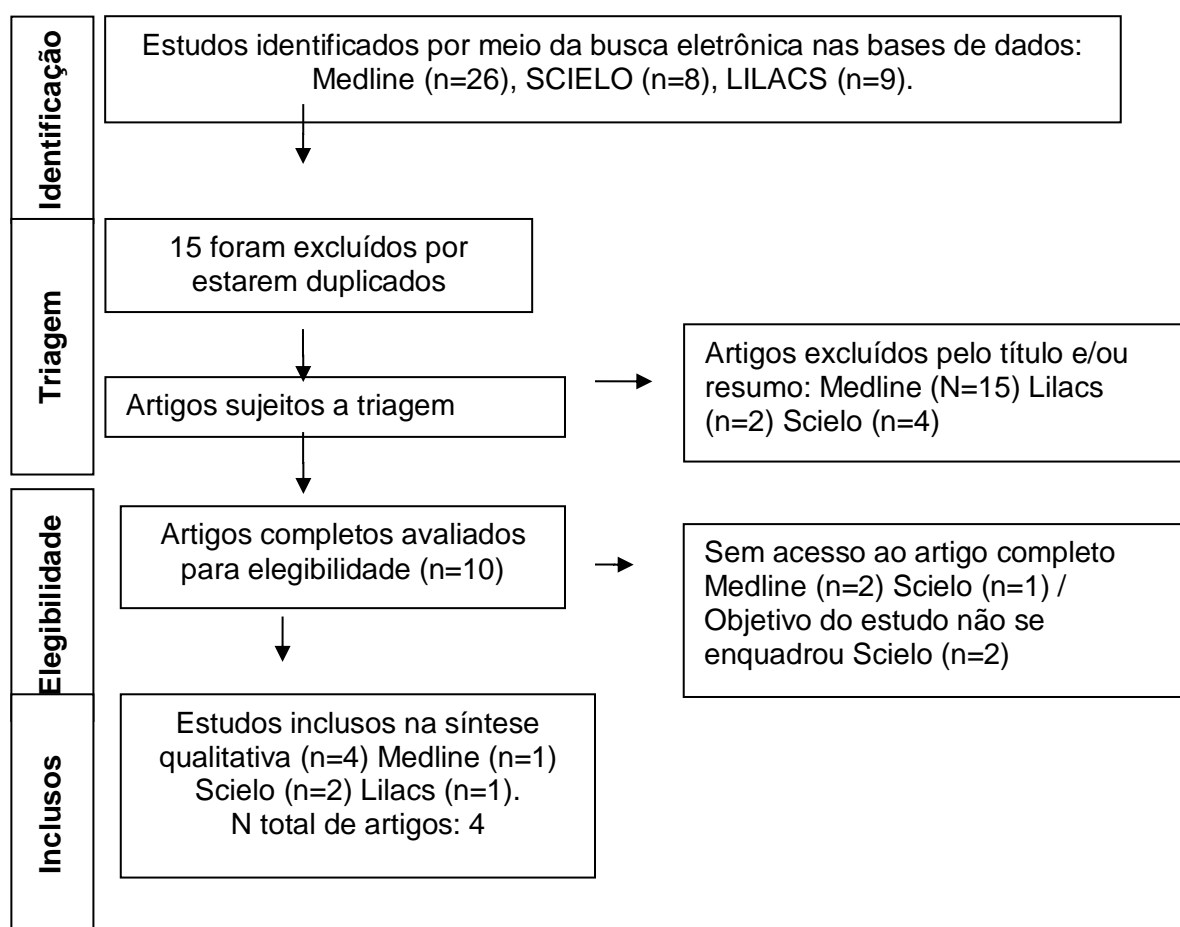 Identificação
Estudos identificados por meio da busca eletrônica nas bases de dados:
Medline (n=26), SCIELO (n=8), LILACS (n=9).
Triagem
15 foram excluídos por
estarem duplicados
Artigos sujeitos a triagem
Artigos excluídos pelo título e/ou
resumo: Medline (N=15) Lilacs
(n=2) Scielo (n=4)
Elegibilidade
Artigos completos avaliados
para elegibilidade (n=10)
Sem acesso ao artigo completo
Medline (n=2) Scielo (n=1) /
Objetivo do estudo não se
enquadrou Scielo (n=2)
Inclusos
Estudos inclusos na síntese
qualitativa (n=4) Medline (n=1)
Scielo (n=2) Lilacs (n=1).
N total de artigos: 4